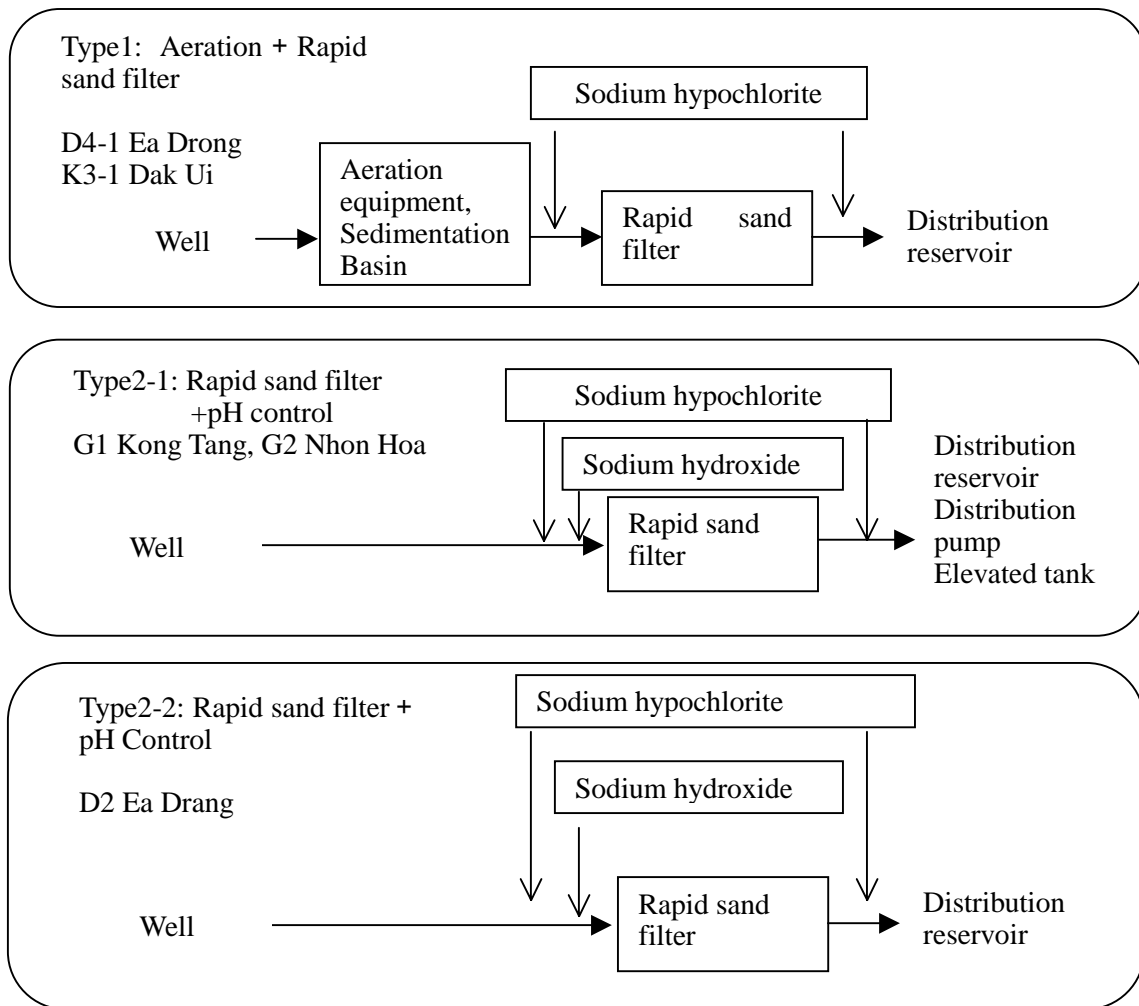 Type1: Aeration + Rapid
sand filter
D4-1 Ea Drong
K3-1 Dak Ui
Sodium hypochlorite
Well
Aeration
equipment,
Sedimentation
Basin
Rapid sand
filter
Distribution
reservoir
Type2-1: Rapid sand filter
+pH control
G1 Kong Tang, G2 Nhon Hoa
Sodium hypochlorite
Sodium hydroxide
Well
Rapid sand
filter
Distribution
reservoir
Distribution
pump
Elevated tank
Type2-2: Rapid sand filter +
pH Control
D2 Ea Drang
Sodium hypochlorite
Sodium hydroxide
Well
Rapid sand
filter
Distribution
reservoir